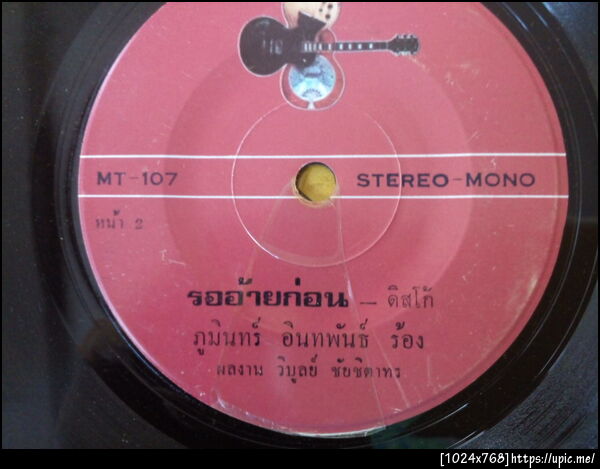 MT-107 STEREO-MONO
หน้า 2
รออ้ายก่อน — ดิสโก้
ภูมินทร์ อินทพันธ์ ร้อง
ผลงาน วิบูลย์ ชัยชิตาทร
[1024x768]https://upic.me/